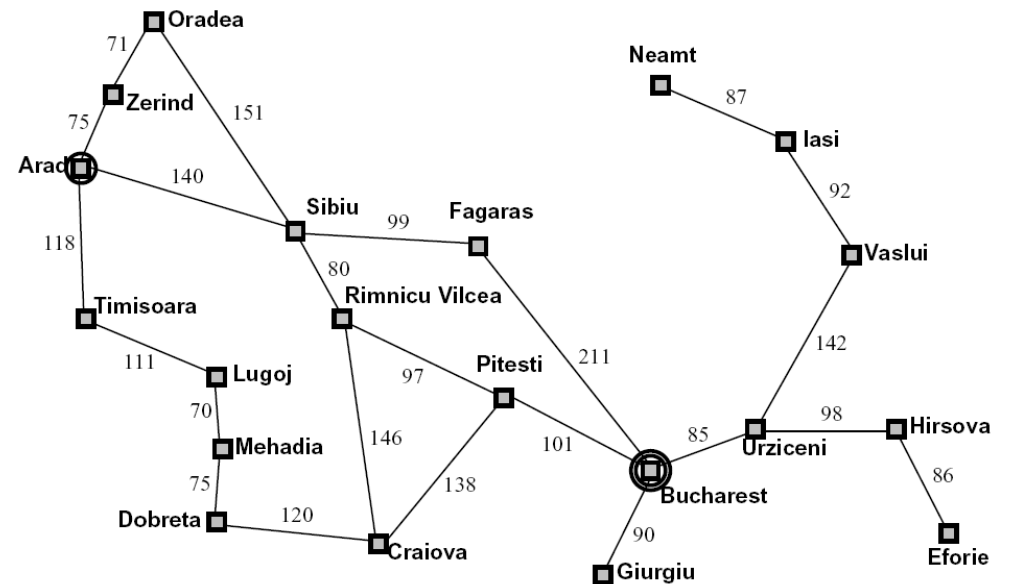 Oradea
71
Neamt
Zerind
87
151
75
Iasi
Arad
140
92
Sibiu
Fagaras
99
118
Vaslui
80
Rimnicu Vilcea
Timisoara
142
211
111
Pitesti
Lugoj
97
70
98
Hirsova
146
101
85
Mehadia
Urziceni
86
75
138
Bucharest
Dobreta
120
90
Craiova
Eforie
Giurgiu